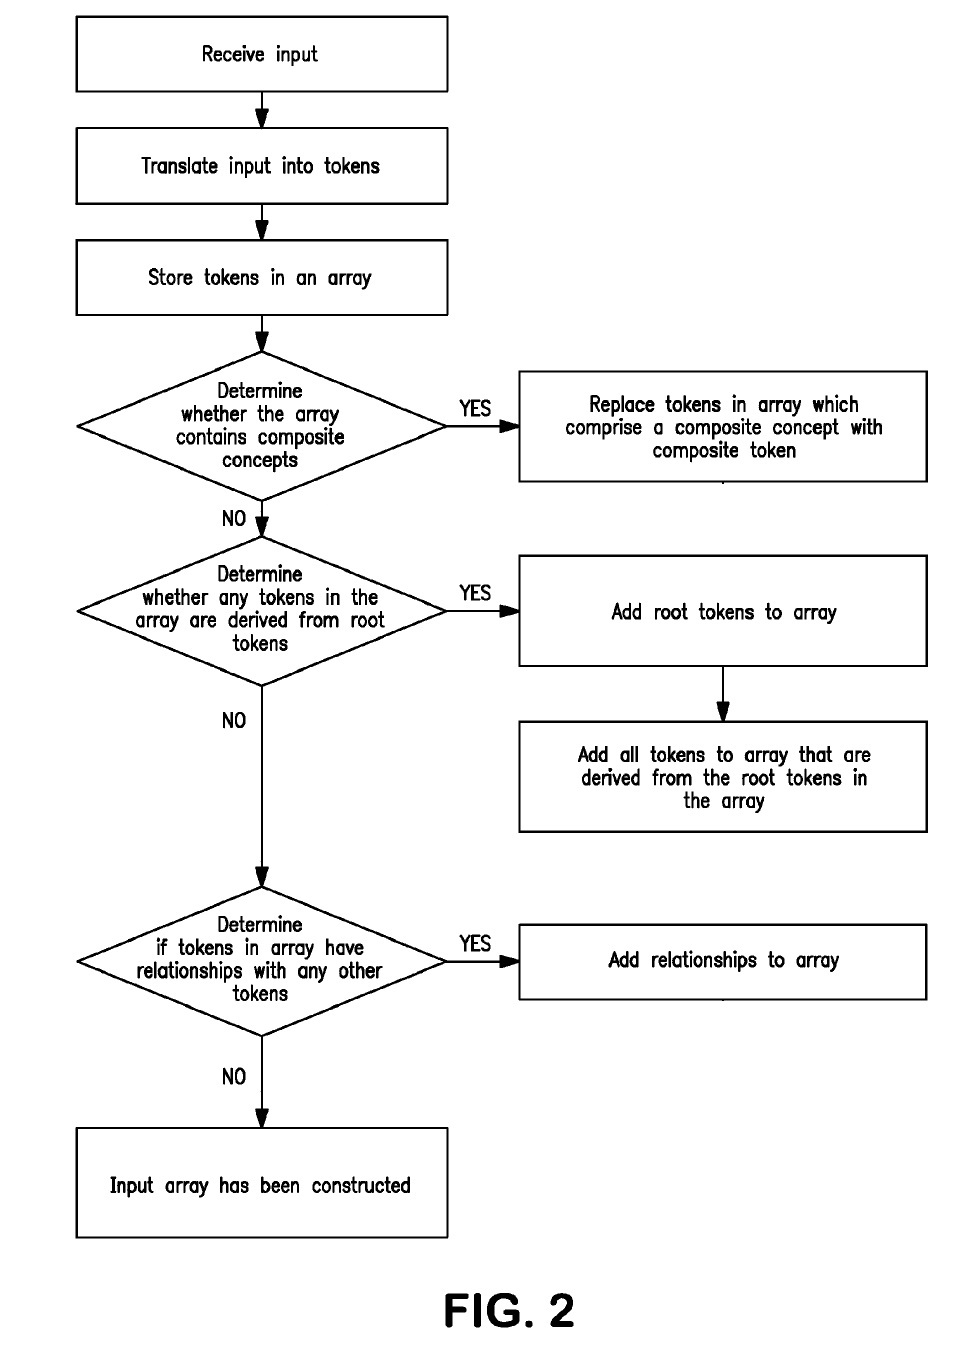 Receive input
Translate input into tokens
Store tokens in an array
Determine
whether the array
contains composite
concepts
YES
Replace tokens in array which
comprise a composite concept with
composite token
NO
Determine
whether any tokens in the
array are derived from root
tokens
YES
Add root tokens to array
NO
Add all tokens to array that are
derived from the root tokens in
the array
Determine
if tokens in array have
relationships with any other
tokens
YES
Add relationships to array
NO
Input array has been constructed
FIG. 2